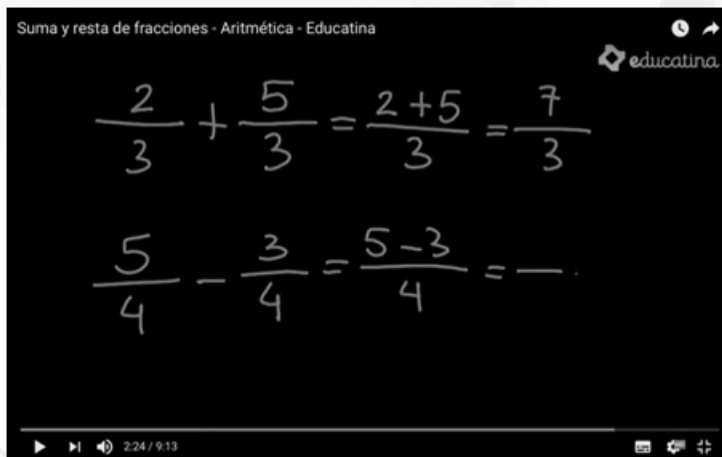 Suma y resta de fracciones - Aritmética - Educatina
educatina
2/3 + 5/3 = 2+5/3 = 7/3
5/4 - 3/4 = 5-3/4 = —
2:24 / 9:13